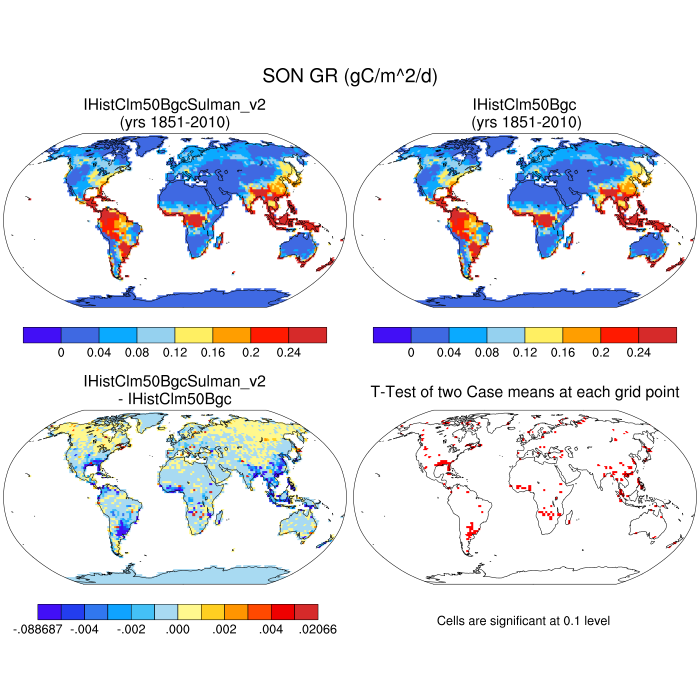 SON GR (gC/m^2/d)
IHistClm50BgcSulman_v2
(yrs 1851-2010)
IHistClm50Bgc
(yrs 1851-2010)
0 0.04 0.08 0.12 0.16 0.2 0.24
0 0.04 0.08 0.12 0.16 0.2 0.24
IHistClm50BgcSulman_v2
- IHistClm50Bgc
T-Test of two Case means at each grid point
-.088687 -.004 -.002 .000 .002 .004 .02066
Cells are significant at 0.1 level